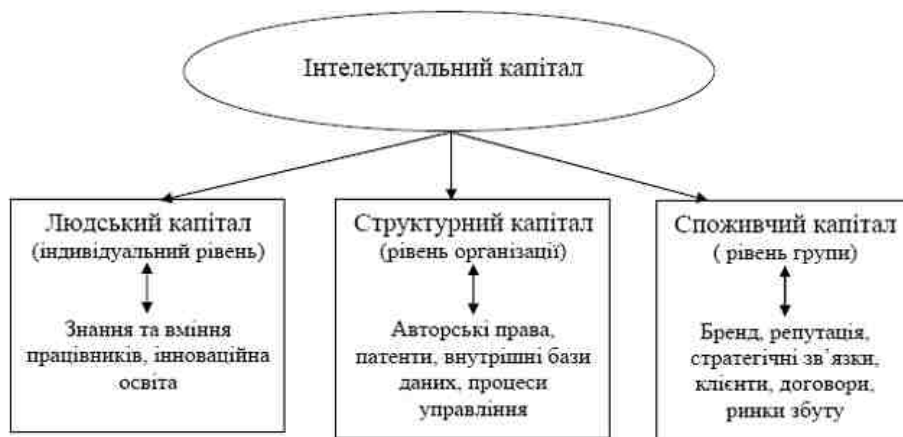 Інтелектуальний капітал
Людський капітал
(індивідуальний рівень)
Знання та вміння
працівників, інноваційна
освіта
Структурний капітал
(рівень організації)
Авторські права,
патенти, внутрішні бази
даних, процеси
управління
Споживчий капітал
( рівень групи)
Бренд, репутація,
стратегічні зв᾽язки,
клієнти, договори,
ринки збуту